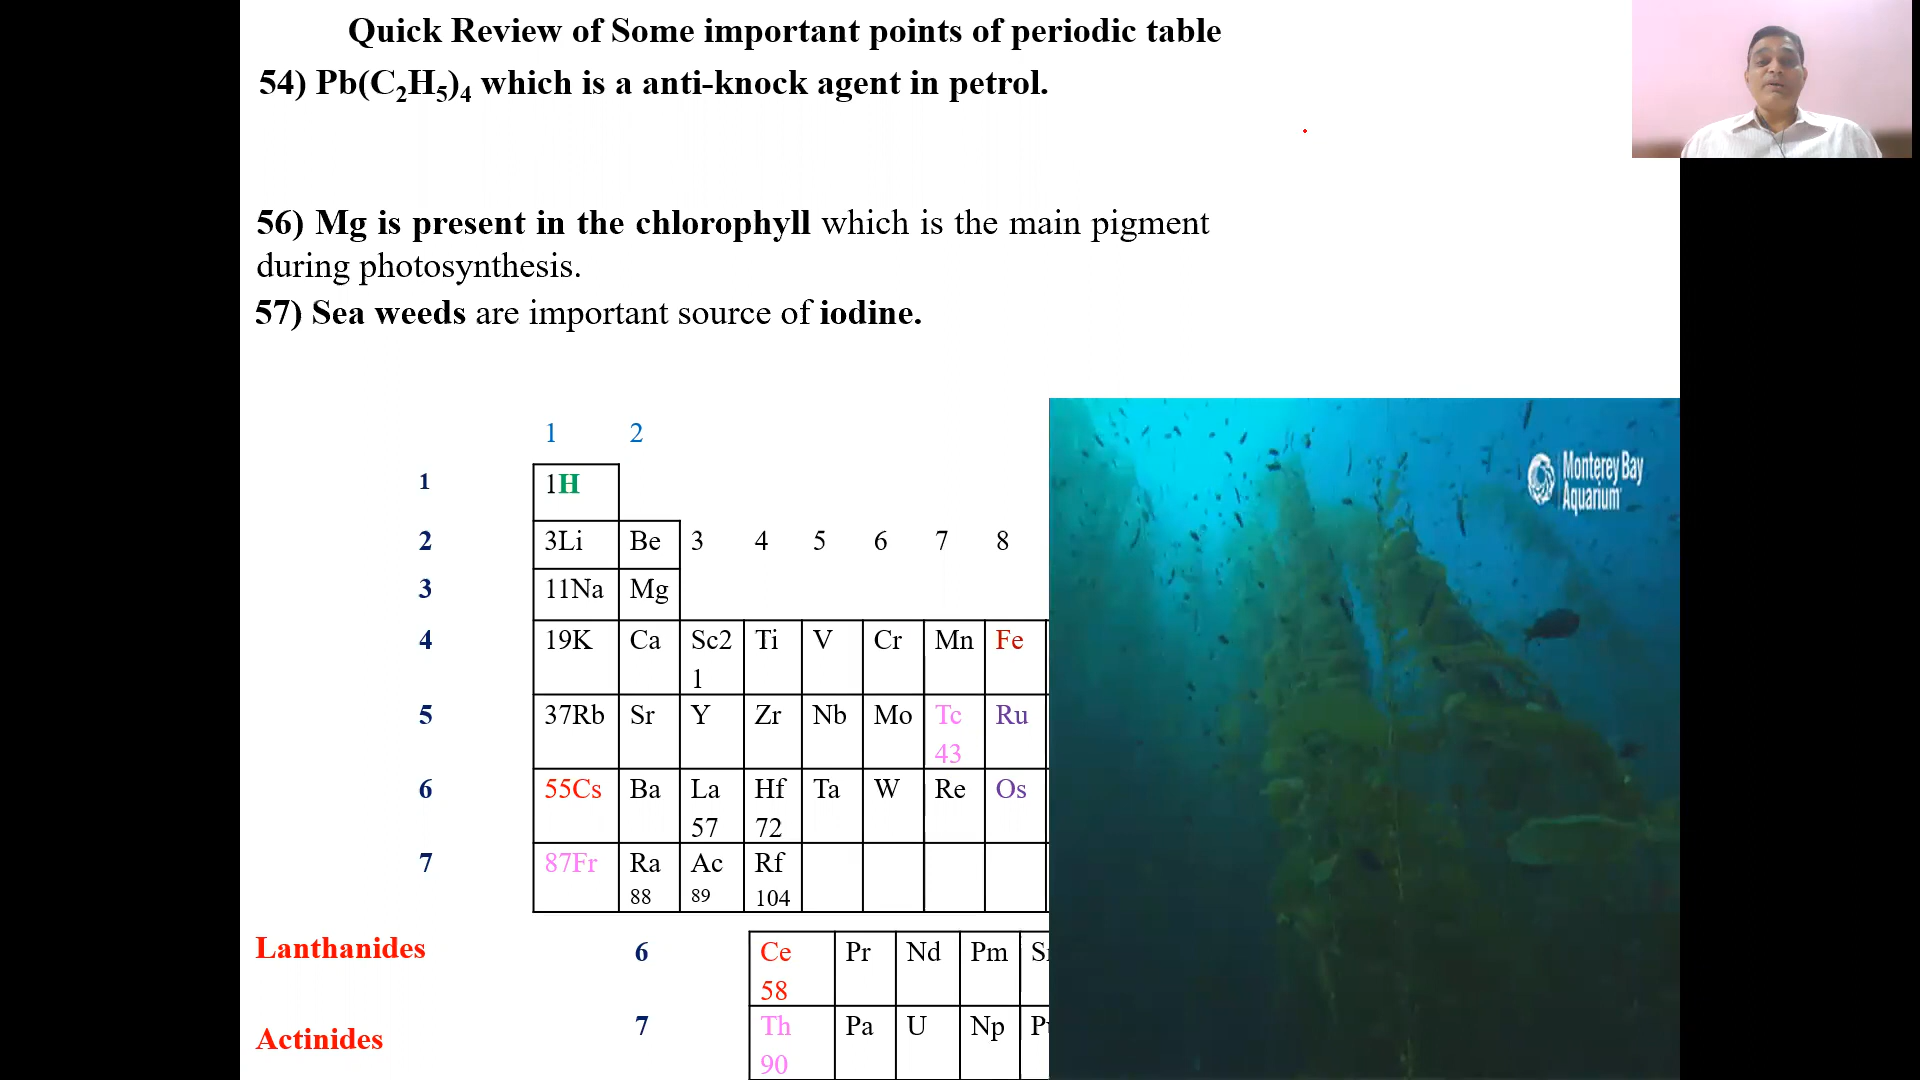 Quick Review of Some important points of periodic table
54) Pb(C₂H₅)₄ which is a anti-knock agent in petrol.
56) Mg is present in the chlorophyll which is the main pigment
during photosynthesis.
57) Sea weeds are important source of iodine.
Monterey Bay
Aquarium
1 2
1 1H
2 3Li Be 3 4 5 6 7 8
3 11Na Mg
4 19K Ca Sc2 Ti V Cr Mn Fe
1
5 37Rb Sr Y Zr Nb Mo Tc Ru
43
6 55Cs Ba La Hf Ta W Re Os
57 72
7 87Fr Ra Ac Rf
88 89 104
Lanthanides 6 Ce Pr Nd Pm
58
Actinides 7 Th Pa U Np
90